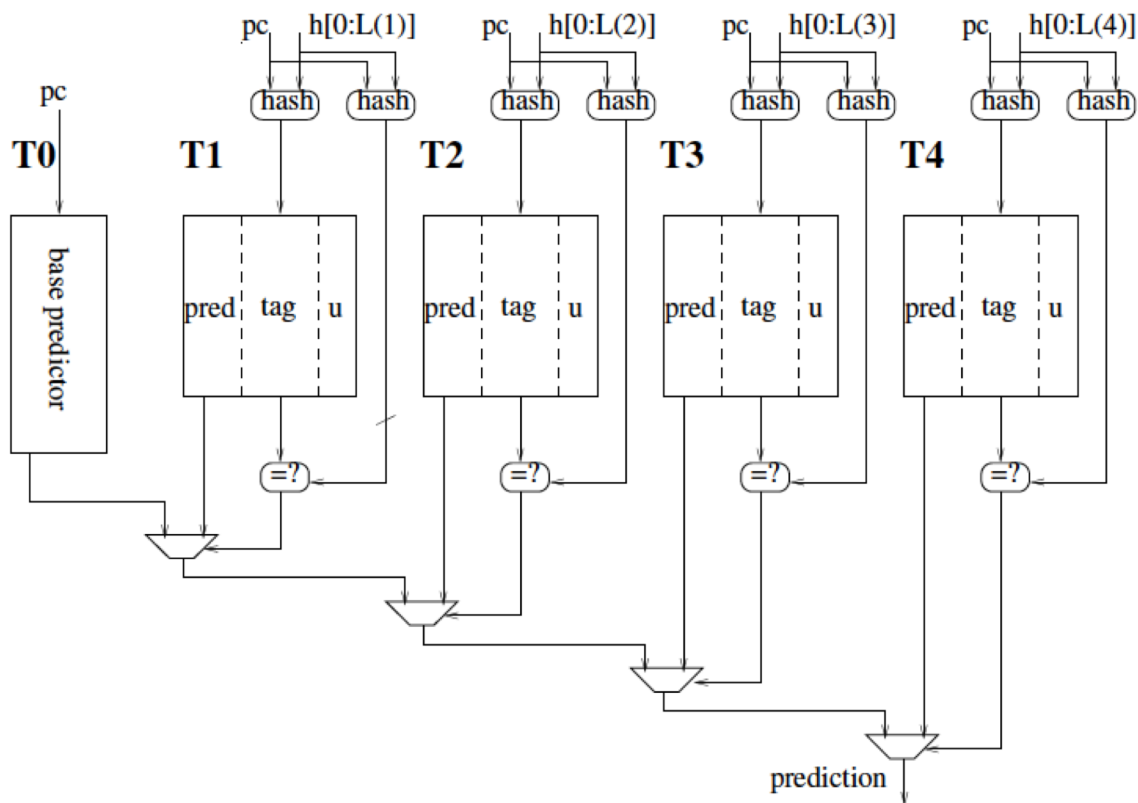 pc h[0:L(1)] pc h[0:L(2)] pc h[0:L(3)] pc h[0:L(4)]
hash hash hash hash hash hash hash hash
pc
T0 T1 T2 T3 T4
base predictor
pred tag u pred tag u pred tag u pred tag u
=? =? =? =?
prediction